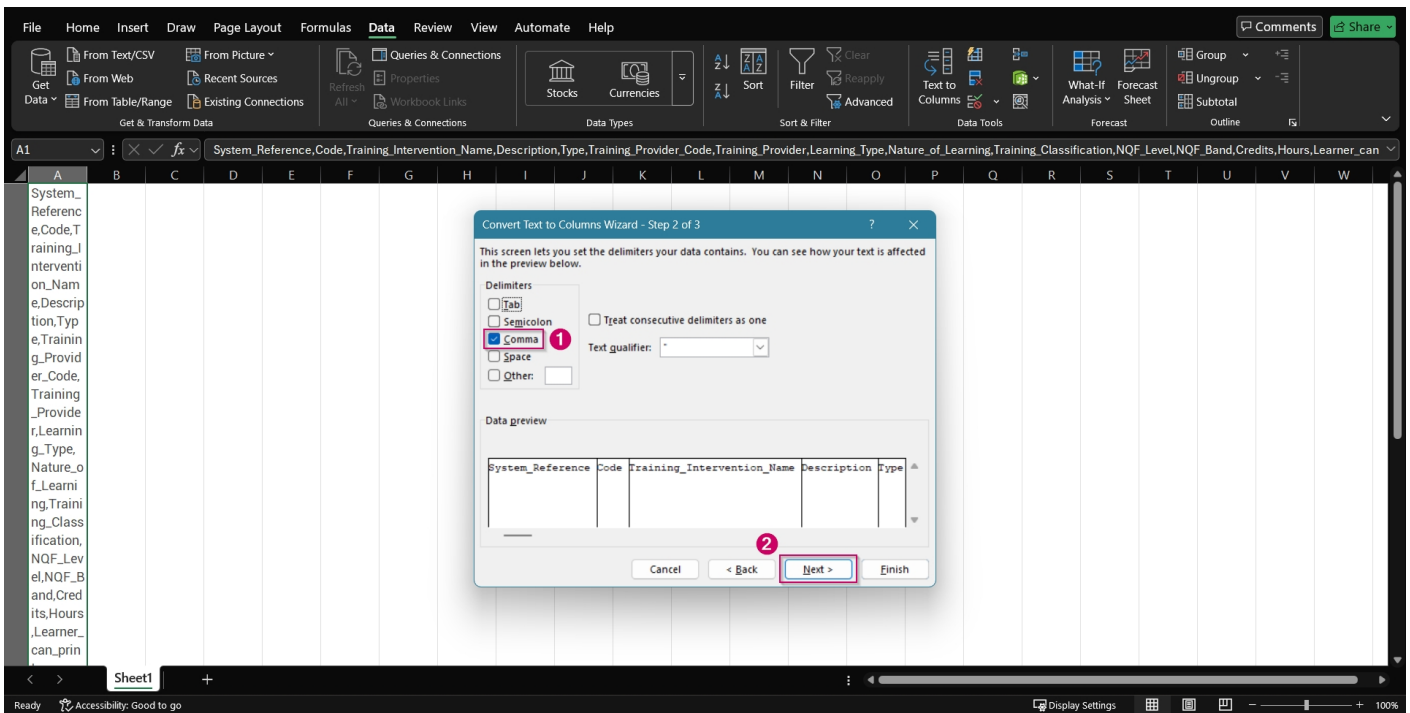 File Home Insert Draw Page Layout Formulas Data Review View Automate Help Comments Share
Get Data
From Text/CSV
From Web
From Table/Range
From Picture
Recent Sources
Existing Connections
Get & Transform Data
Refresh All
Queries & Connections
Properties
Workbook Links
Queries & Connections
Stocks
Currencies
Data Types
Sort
Filter
Clear
Reapply
Advanced
Sort & Filter
Text to Columns
Data Tools
What-If Analysis
Forecast Sheet
Forecast
Group
Ungroup
Subtotal
Outline
A1 fx System_Reference,Code,Training_Intervention_Name,Description,Type,Training_Provider_Code,Training_Provider,Learning_Type,Nature_of_Learning,Training_Classification,NQF_Level,NQF_Band,Credits,Hours,Learner_can
A B C D E F G H I J K L M N O P Q R S T U V W
System_
Referenc
e,Code,T
raining_I
nterventi
on_Nam
e,Descrip
tion,Typ
e,Trainin
g_Provid
er_Code,
Training
_Provide
r,Learnin
g_Type,
Nature_o
f_Learni
ng,Traini
ng_Class
ification,
NQF_Lev
el,NQF_B
and,Cred
its,Hours
,Learner_
can_prin
Convert Text to Columns Wizard - Step 2 of 3 ?
This screen lets you set the delimiters your data contains. You can see how your text is affected
in the preview below.
Delimiters
Tab
Semicolon
Comma 1
Space
Other:
Treat consecutive delimiters as one
Text qualifier: "
Data preview
System_Reference Code Training_Intervention_Name Description Type
2
Cancel < Back Next > Finish
Sheet1 +
Ready Accessibility: Good to go Display Settings - + 100%